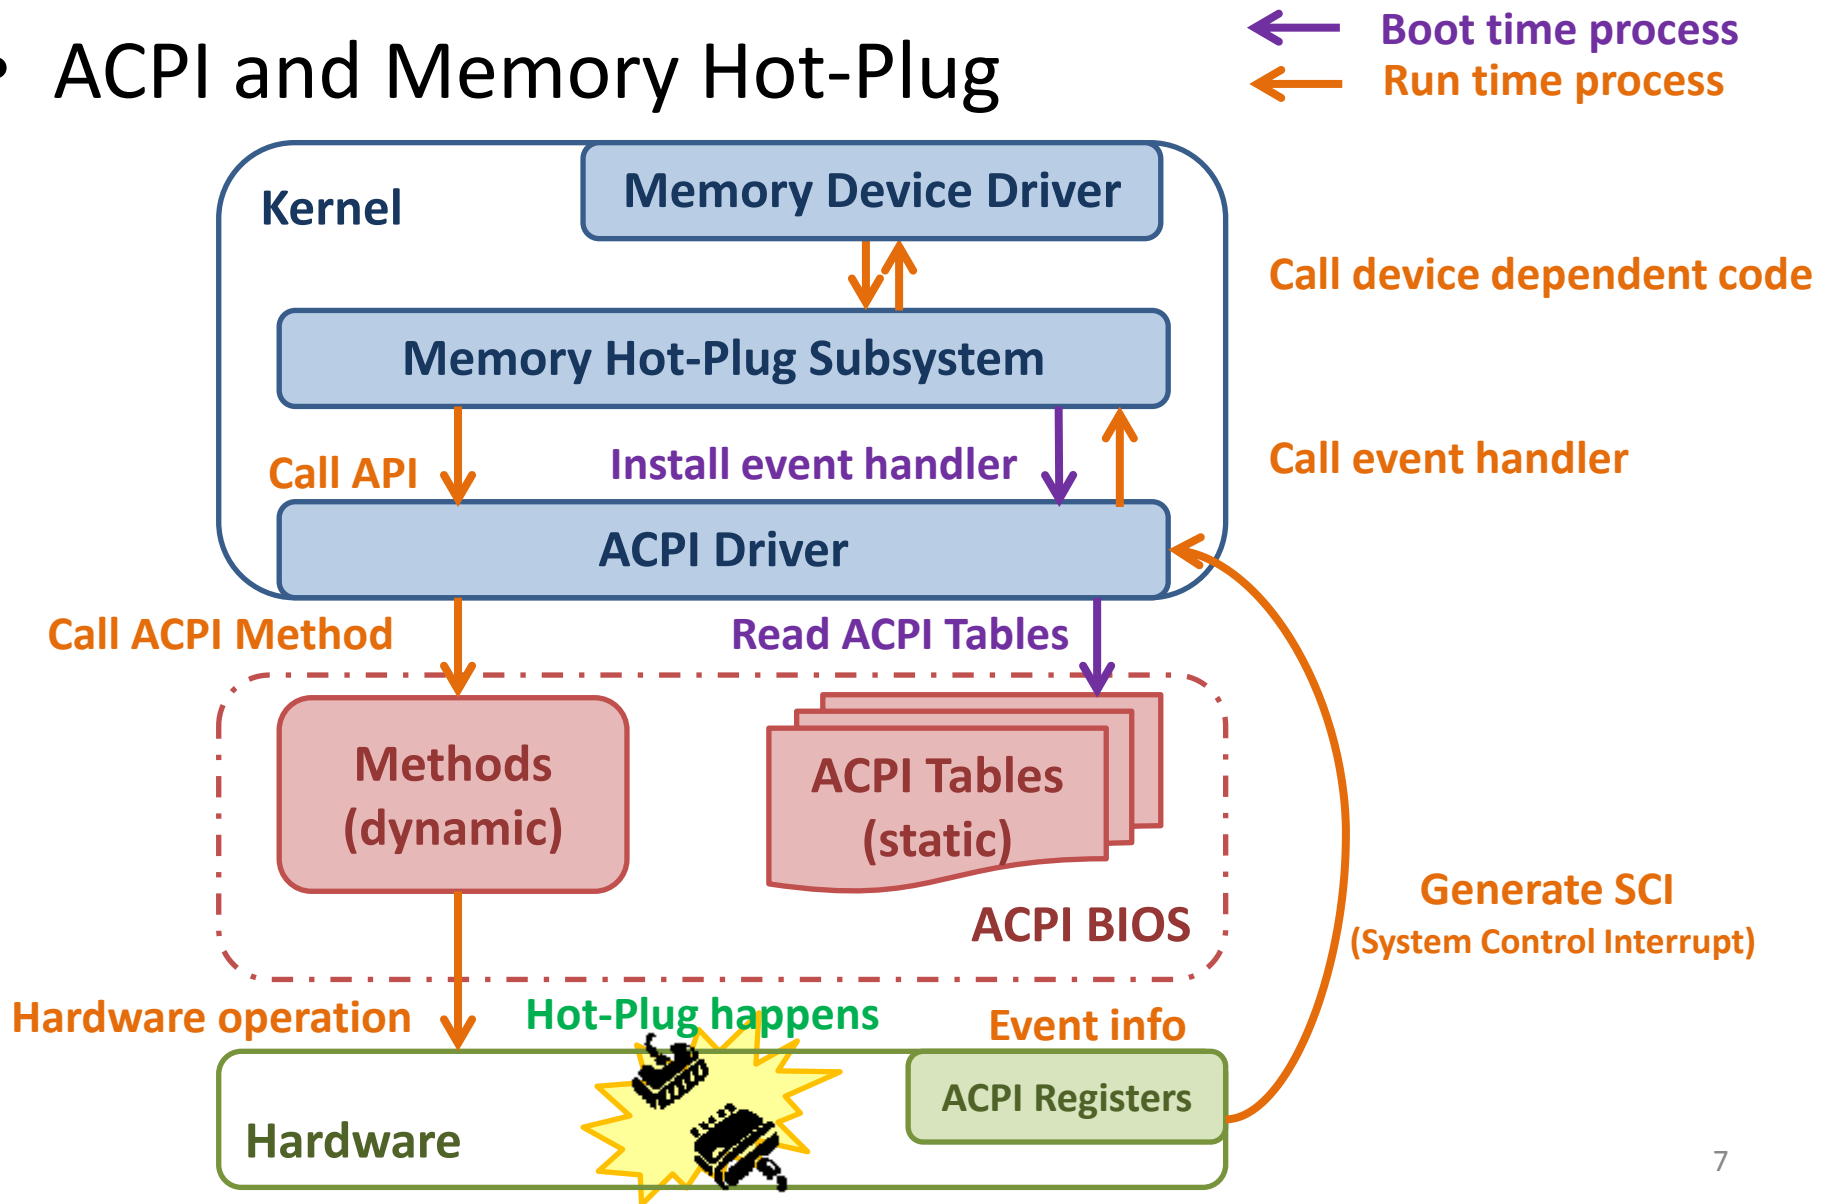 • ACPI and Memory Hot-Plug
Boot time process
Run time process
Kernel
Memory Device Driver
Call device dependent code
Memory Hot-Plug Subsystem
Call API
Install event handler
Call event handler
ACPI Driver
Call ACPI Method
Read ACPI Tables
Methods
(dynamic)
ACPI Tables
(static)
ACPI BIOS
Generate SCI
(System Control Interrupt)
Hardware operation
Hot-Plug happens
Event info
ACPI Registers
Hardware
7